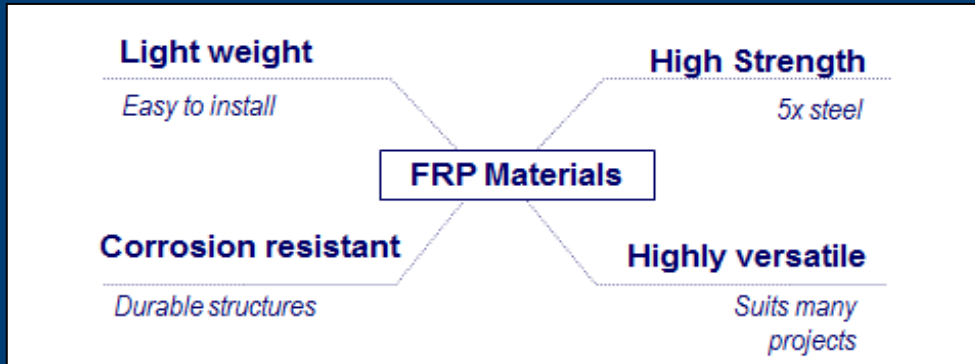 Light weight
Easy to install
High Strength
5x steel
FRP Materials
Corrosion resistant
Durable structures
Highly versatile
Suits many
projects